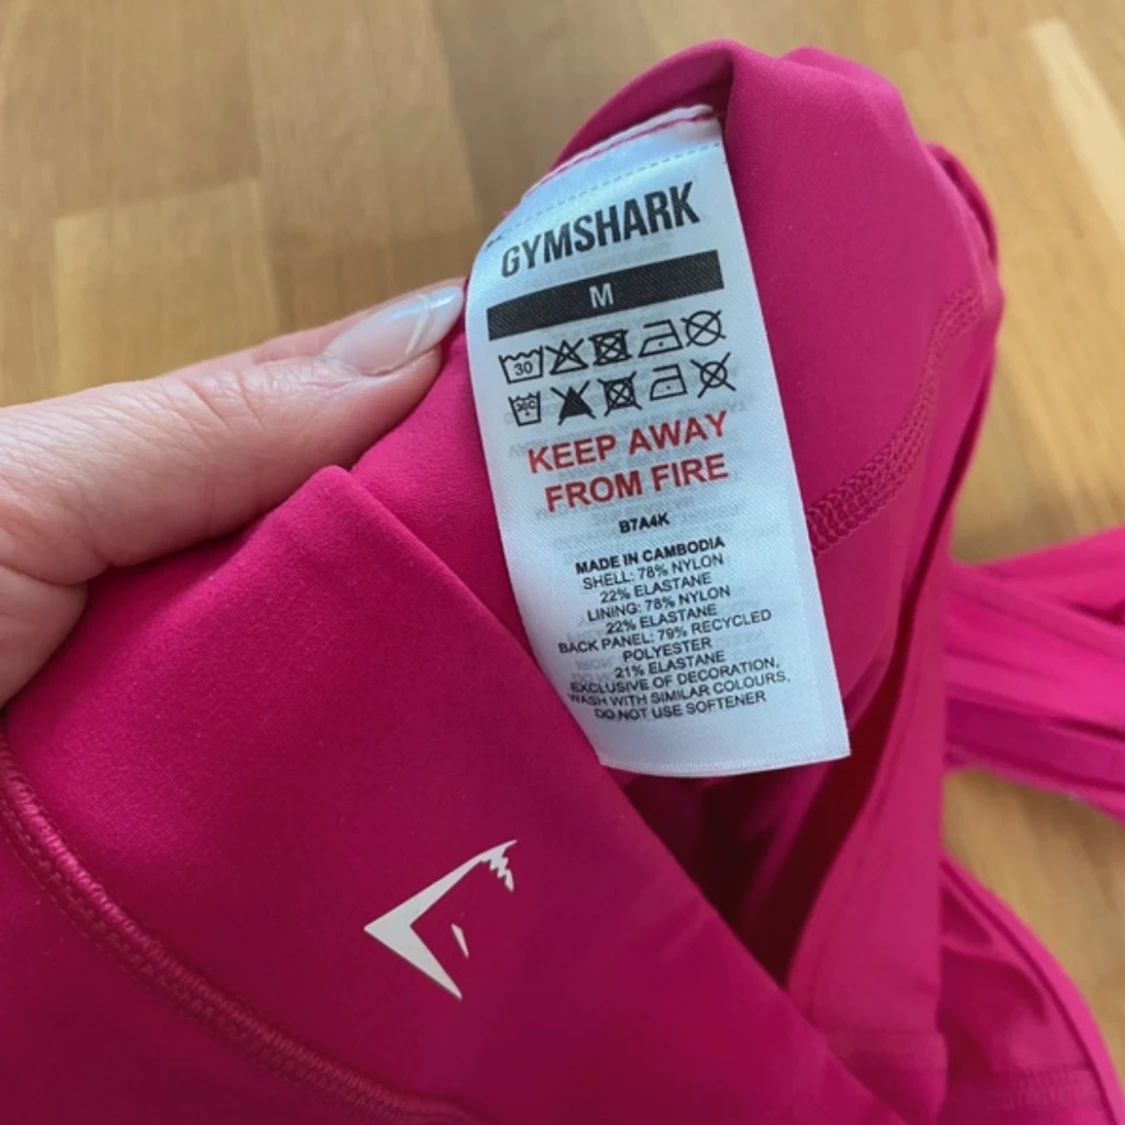 GYMSHARK
M
30
30C
KEEP AWAY
FROM FIRE
B7A4K
MADE IN CAMBODIA
SHELL: 78% NYLON
22% ELASTANE
LINING: 78% NYLON
22% ELASTANE
BACK PANEL: 79% RECYCLED
POLYESTER
21% ELASTANE
EXCLUSIVE OF DECORATION,
WASH WITH SIMILAR COLOURS,
DO NOT USE SOFTENER